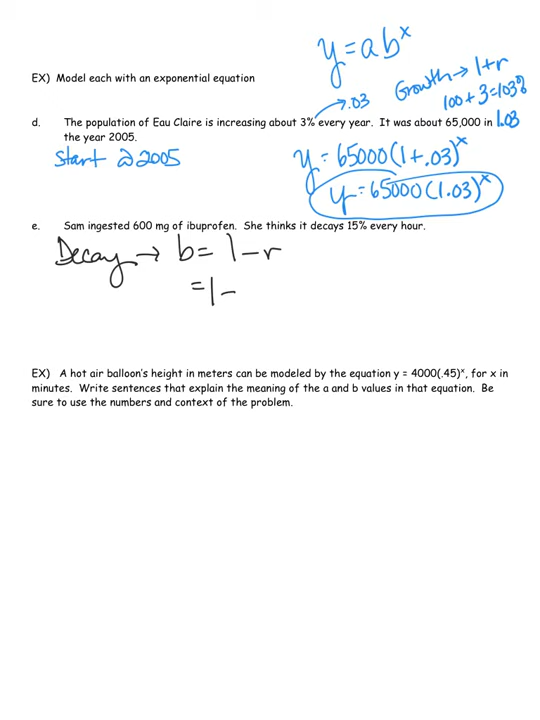 y = ab^x
EX) Model each with an exponential equation
Growth → 1+r
100 + 3 = 103%
→ .03
1.03
d. The population of Eau Claire is increasing about 3% every year. It was about 65,000 in
the year 2005.
Start @ 2005
y = 65000(1+.03)^x
y = 65000(1.03)^x
e. Sam ingested 600 mg of ibuprofen. She thinks it decays 15% every hour.
Decay → b = 1 - r
= 1 -
EX) A hot air balloon's height in meters can be modeled by the equation y = 4000(.45)^x, for x in
minutes. Write sentences that explain the meaning of the a and b values in that equation. Be
sure to use the numbers and context of the problem.